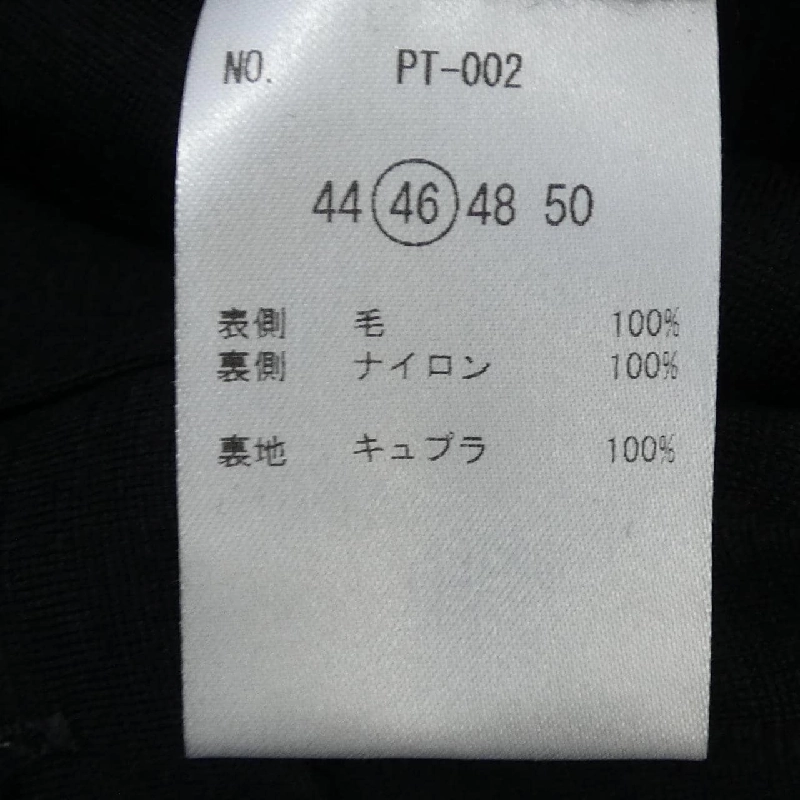 NO. PT-002
44 46 48 50
表側 毛 100%
裏側 ナイロン 100%
裏地 キュプラ 100%